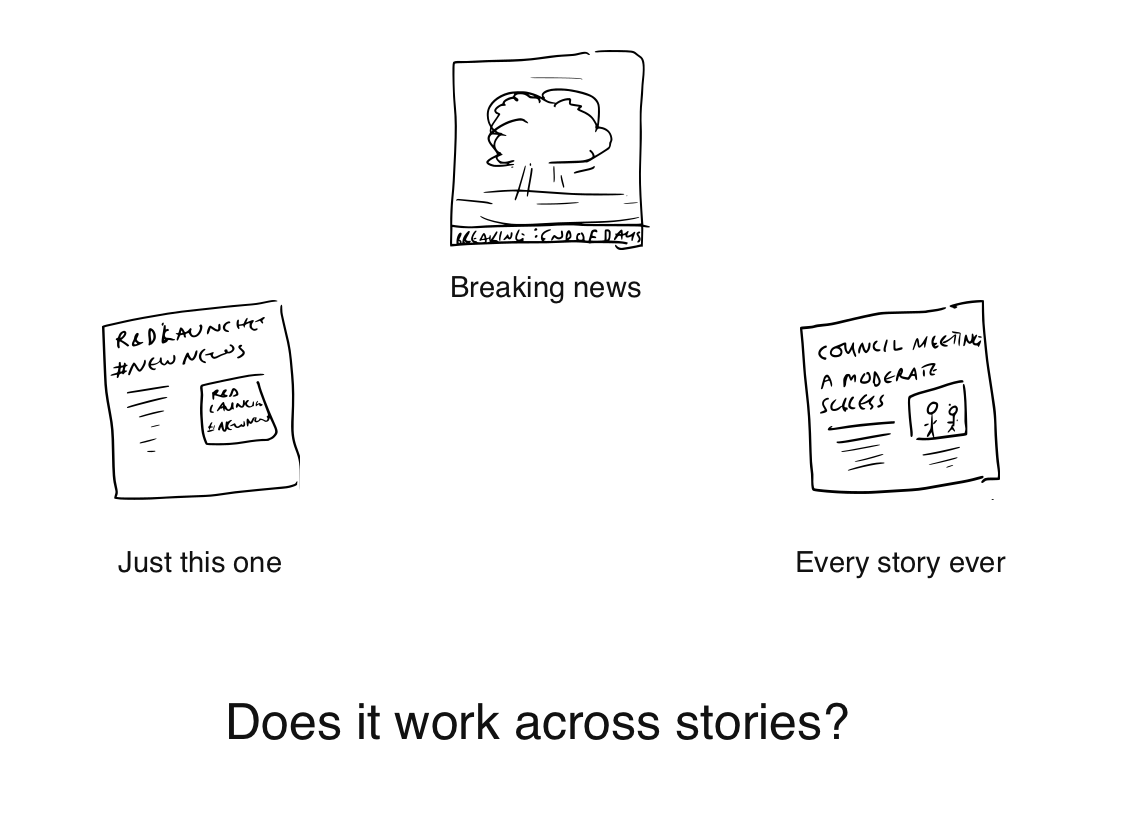 BREAKING : END OF DAYS
Breaking news
R&D LAUNCHES
#NEWNEWS
R&D
LAUNCH
#NEWNEWS
Just this one
COUNCIL MEETING
A MODERATE
SUCCESS
Every story ever
Does it work across stories?